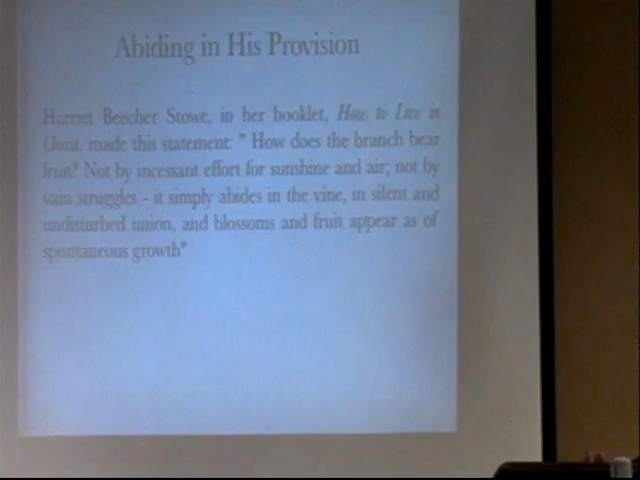 Abiding in His Provision
Harriet Beecher Stowe, in her booklet, How to Live in
Christ, made this statement: " How does the branch bear
fruit? Not by incessant effort for sunshine and air; not by
vain struggles - it simply abides in the vine, in silent and
undisturbed union, and blossoms and fruit appear as of
spontaneous growth"